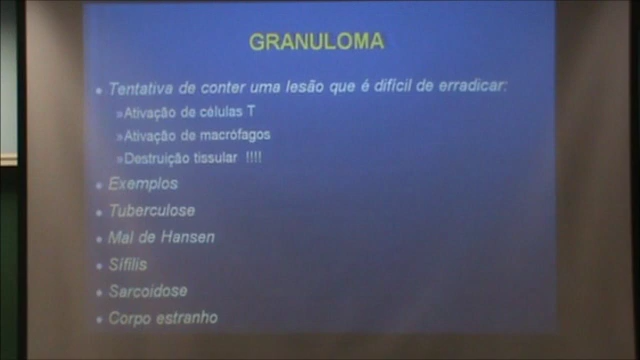 GRANULOMA
• Tentativa de conter uma lesão que é difícil de erradicar:
»Ativação de células T
»Ativação de macrófagos
»Destruição tissular !!!!
• Exemplos
• Tuberculose
• Mal de Hansen
• Sífilis
• Sarcoidose
• Corpo estranho